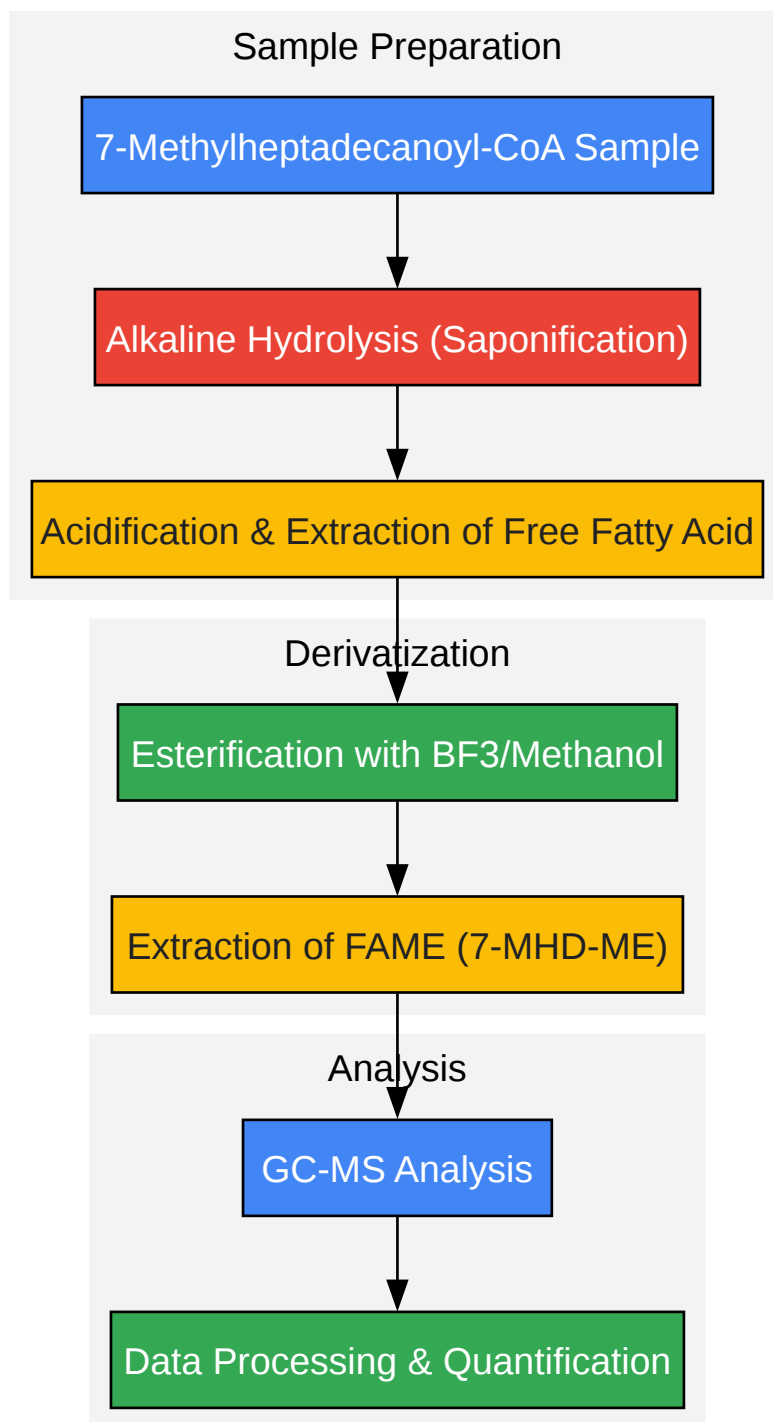 Sample Preparation
7-Methylheptadecanoyl-CoA Sample
Alkaline Hydrolysis (Saponification)
Acidification & Extraction of Free Fatty Acid
Derivatization
Esterification with BF3/Methanol
Extraction of FAME (7-MHD-ME)
Analysis
GC-MS Analysis
Data Processing & Quantification